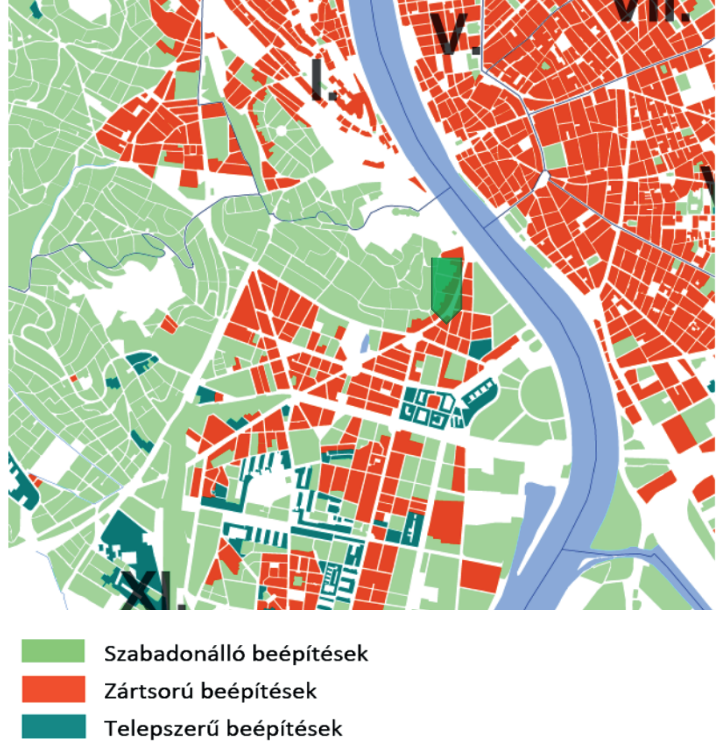 V.
VII.
I.
XI.
Szabadonálló beépítések
Zártsorú beépítések
Telepszerű beépítések